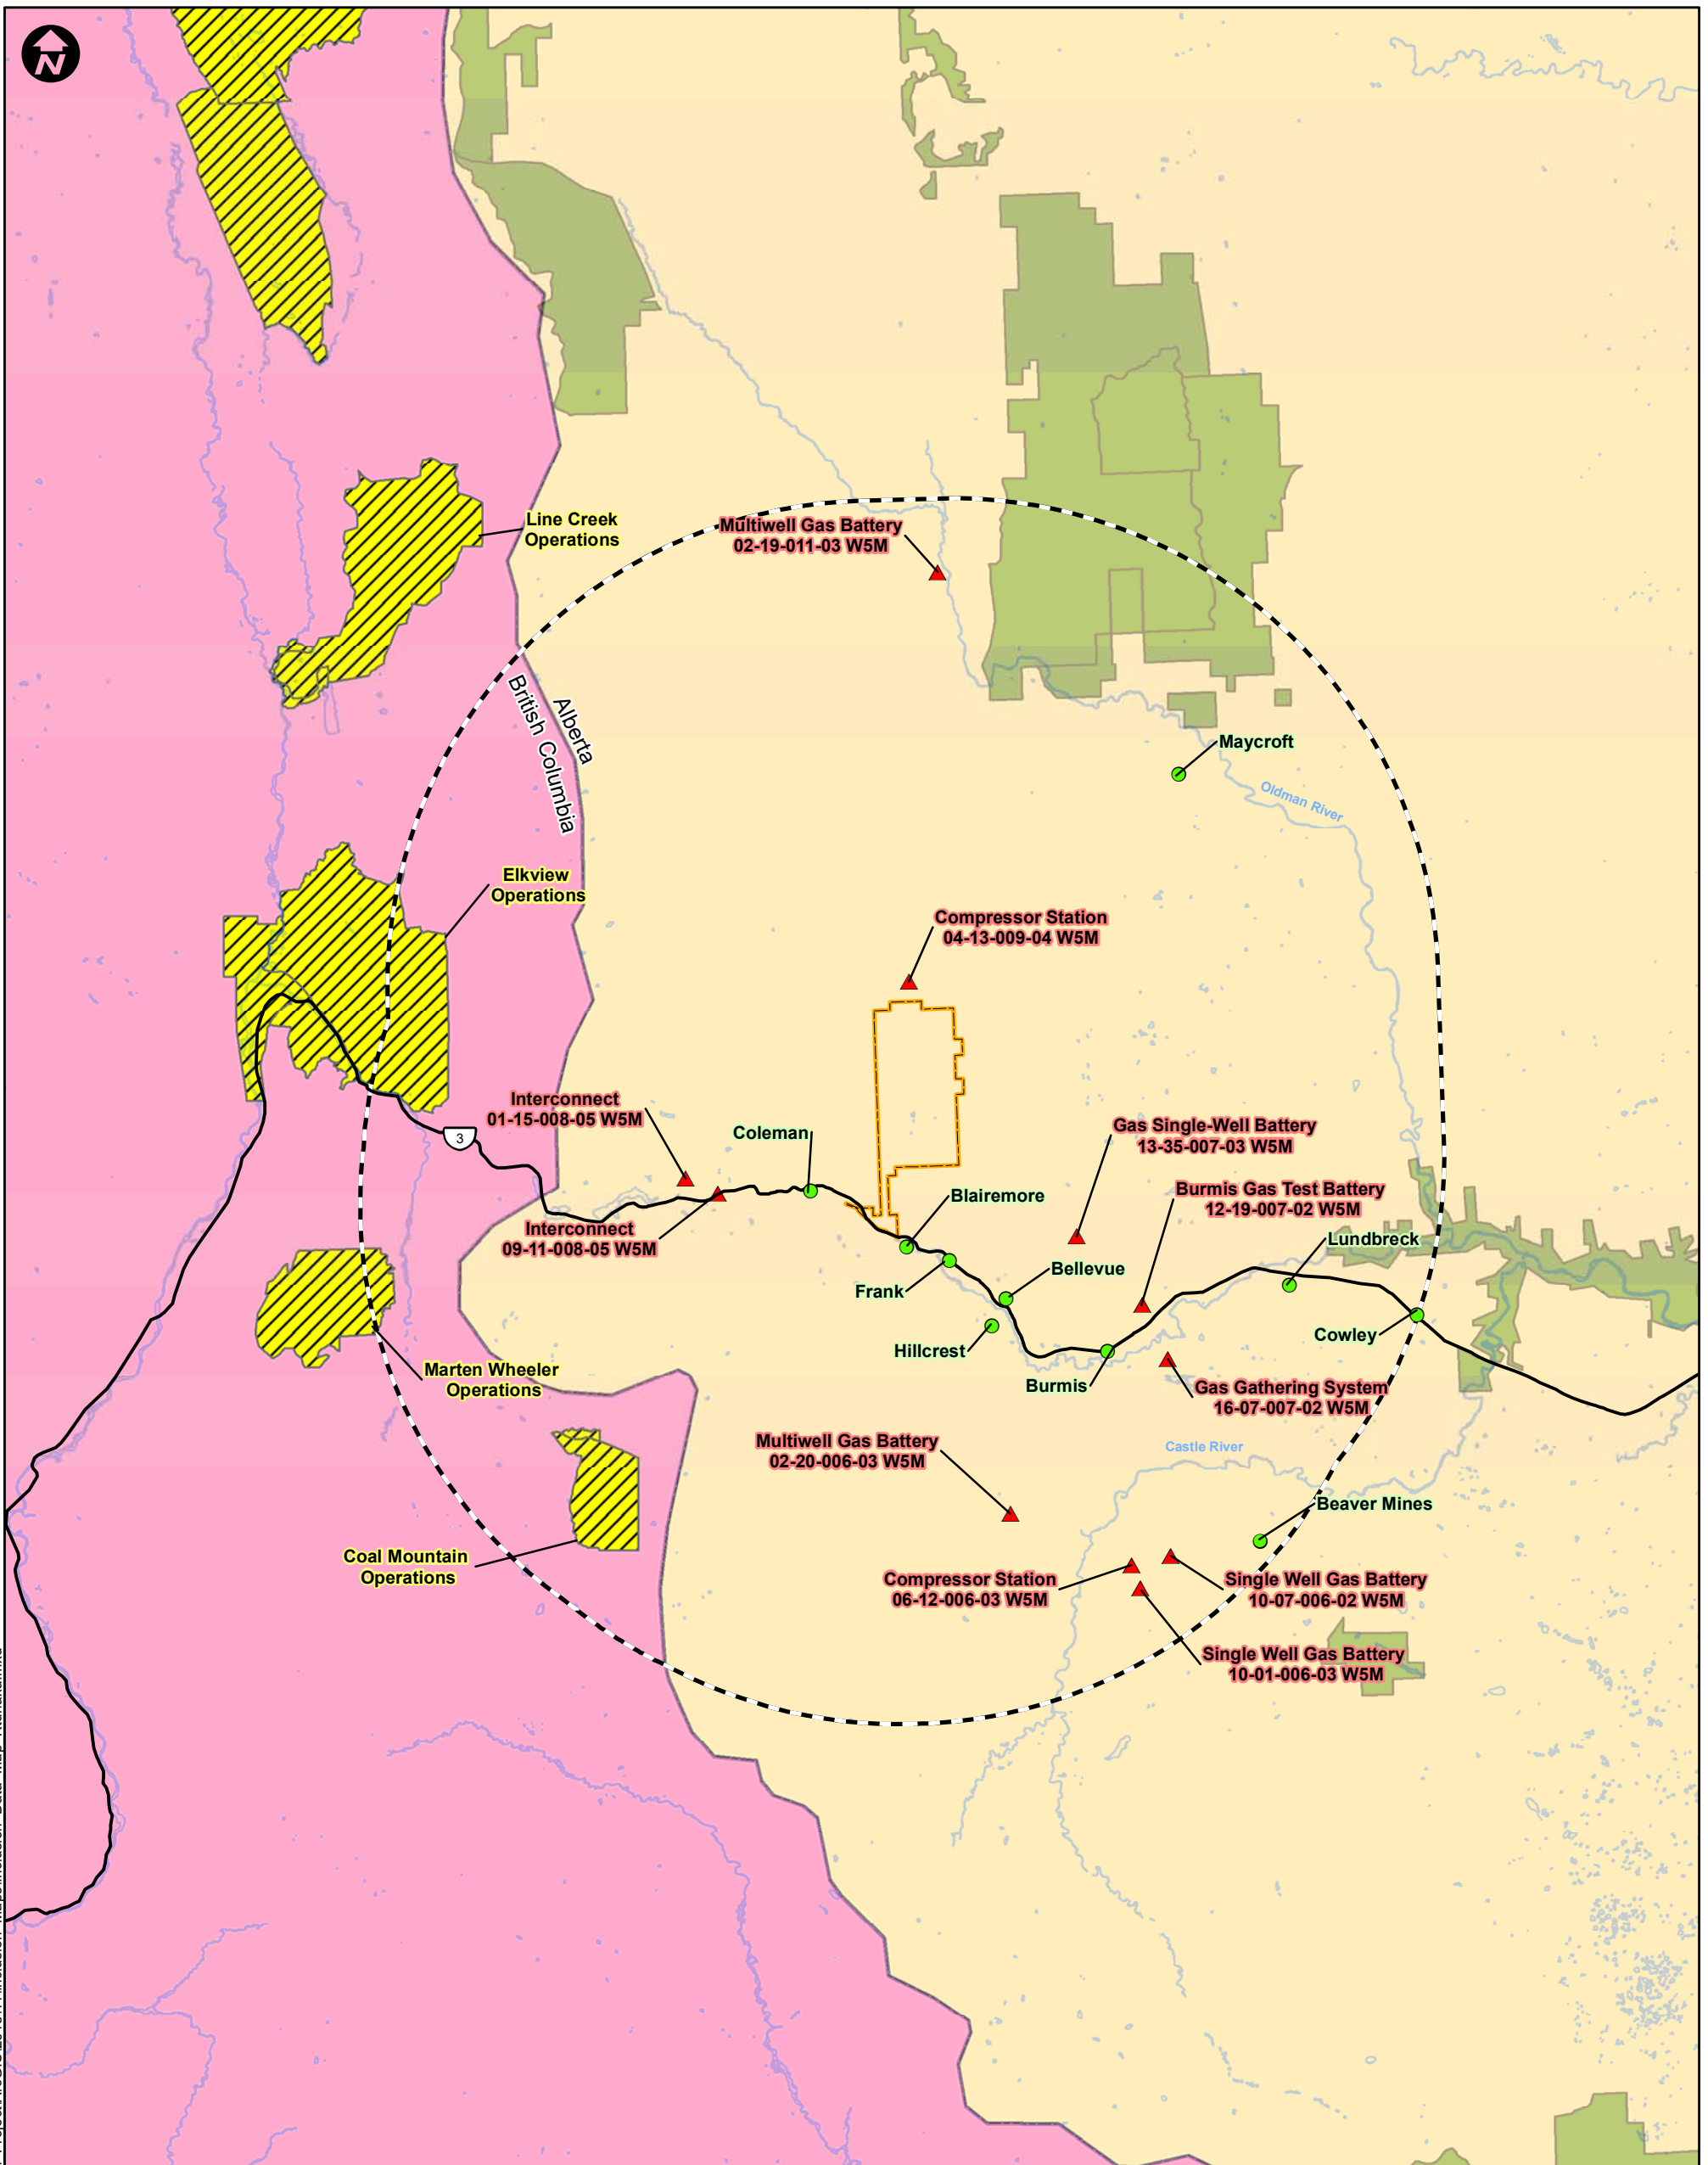 N
Line Creek
Operations
Multiwell Gas Battery
02-19-011-03 W5M
Alberta
British Columbia
Maycroft
Oldman River
Elkview
Operations
Compressor Station
04-13-009-04 W5M
Interconnect
01-15-008-05 W5M
3
Coleman
Gas Single-Well Battery
13-35-007-03 W5M
Burmis Gas Test Battery
12-19-007-02 W5M
Blairemore
Interconnect
09-11-008-05 W5M
Lundbreck
Bellevue
Frank
Cowley
Hillcrest
Marten Wheeler
Operations
Burmis
Gas Gathering System
16-07-007-02 W5M
Multiwell Gas Battery
02-20-006-03 W5M
Castle River
Beaver Mines
Coal Mountain
Operations
Compressor Station
06-12-006-03 W5M
Single Well Gas Battery
10-07-006-02 W5M
Single Well Gas Battery
10-01-006-03 W5M